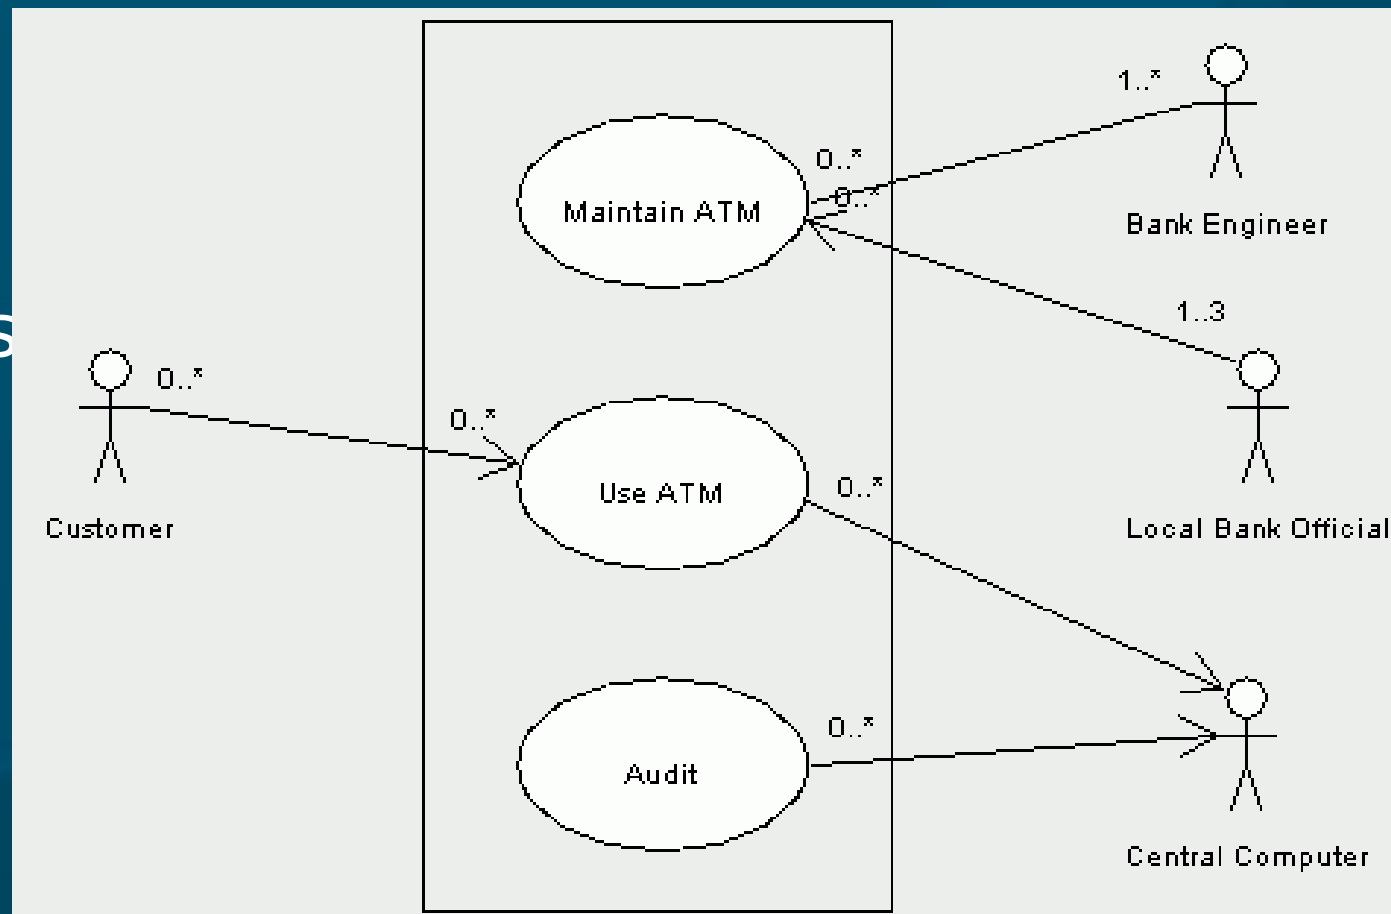 1..*
0..*
Maintain ATM
0..*
Bank Engineer
1..3
s
0..*
0..*
Use ATM
0..*
Customer
Local Bank Official
0..*
Audit
Central Computer